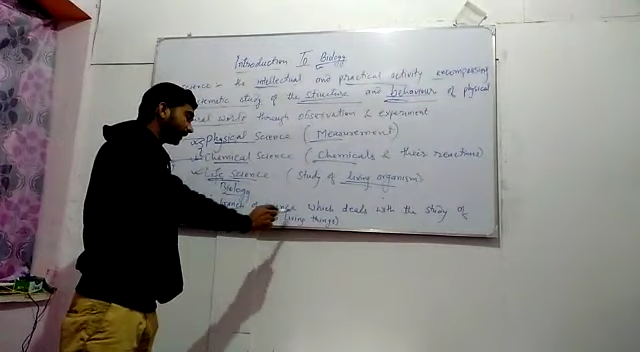 Introduction To Biology
Science:- the intellectual and practical activity encompassing
systematic study of the structure and behaviour of physical
world through observation & experiment
Physical Science (Measurement)
Chemical Science (Chemicals & their reactions)
Life Science (Study of living organisms)
Biology
branch of which deals with the study of
living things)